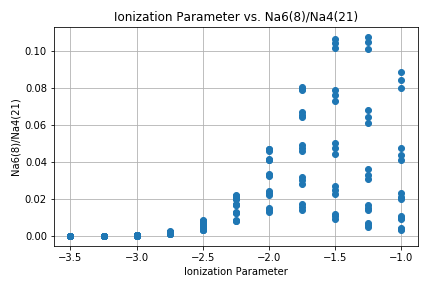 Ionization Parameter vs. Na6(8)/Na4(21)
Na6(8)/Na4(21)
0.10
0.08
0.06
0.04
0.02
0.00
−3.5 −3.0 −2.5 −2.0 −1.5 −1.0
Ionization Parameter